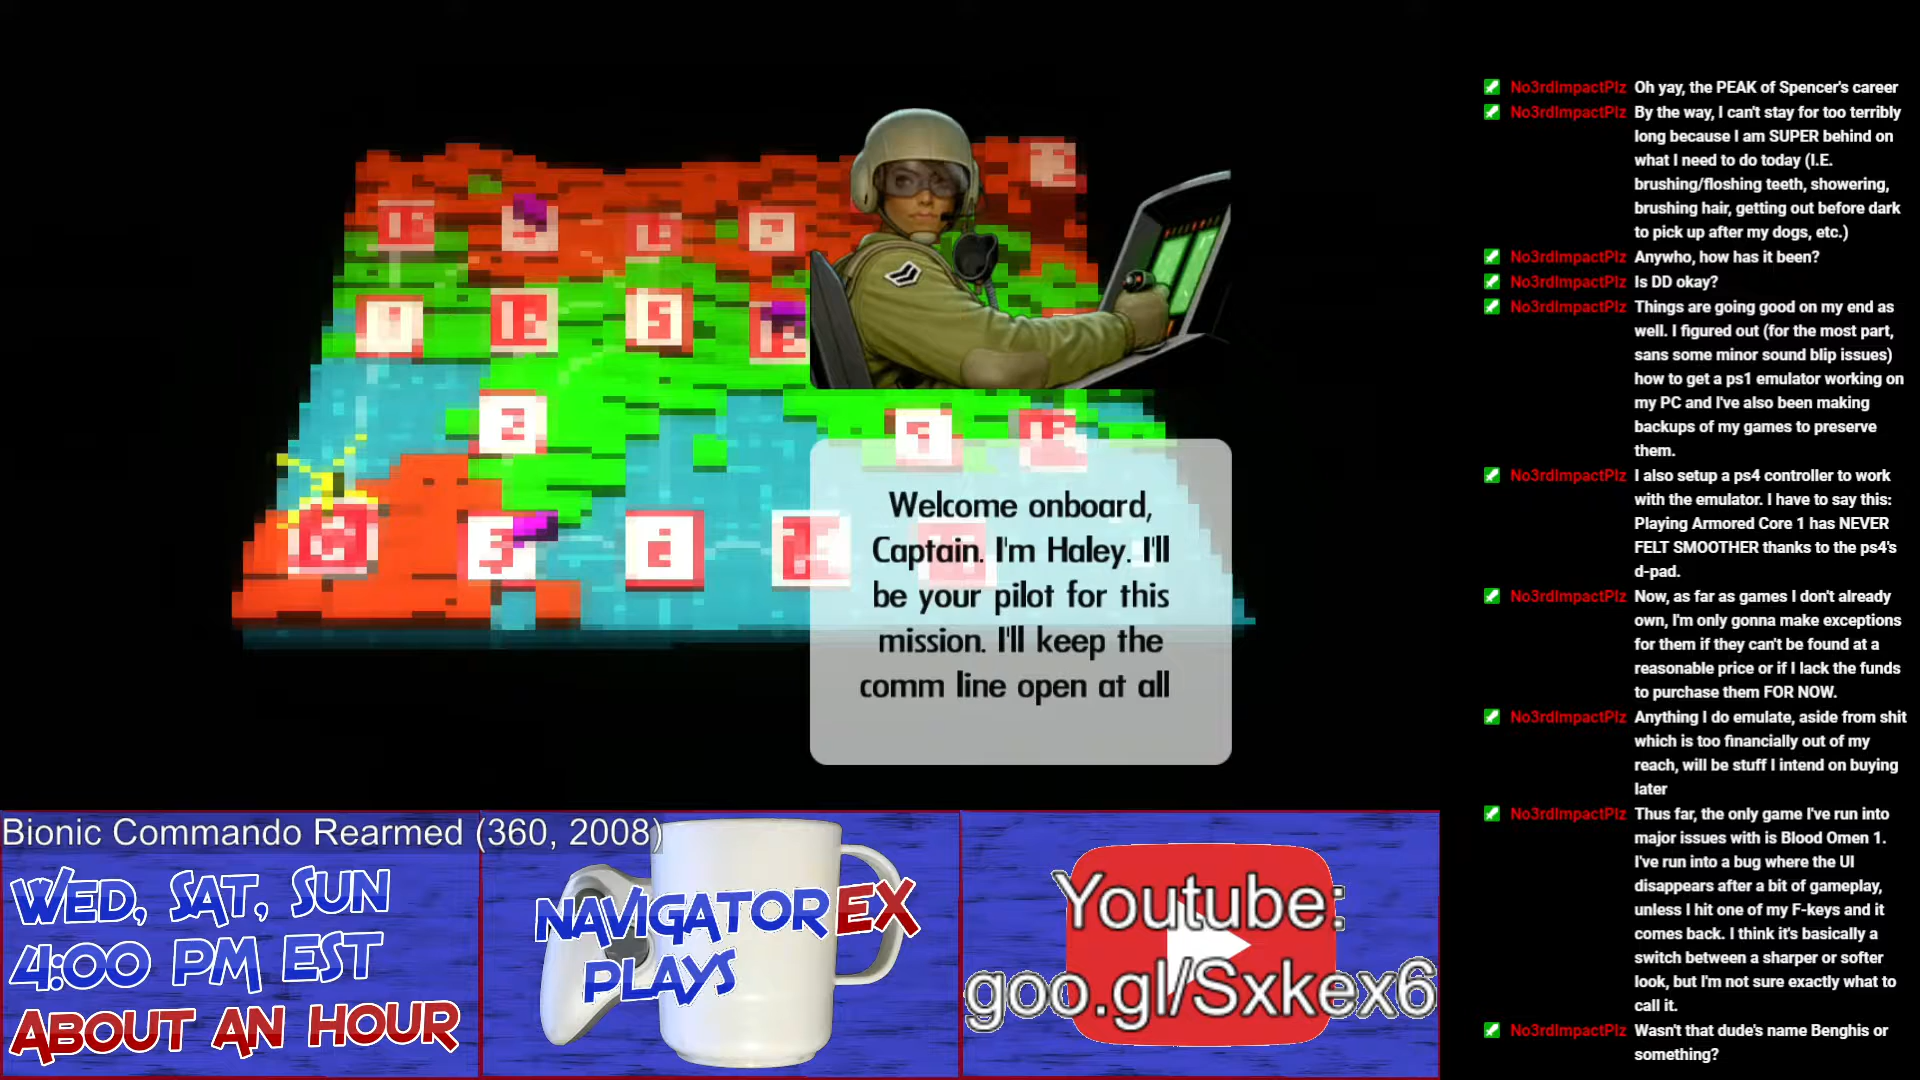 Welcome onboard,
Captain. I'm Haley. I'll
be your pilot for this
mission. I'll keep the
comm line open at all
No3rdImpactPlz Oh yay, the PEAK of Spencer's career
No3rdImpactPlz By the way, I can't stay for too terribly
long because I am SUPER behind on
what I need to do today (I.E.
brushing/floshing teeth, showering,
brushing hair, getting out before dark
to pick up after my dogs, etc.)
No3rdImpactPlz Anywho, how has it been?
No3rdImpactPlz Is DD okay?
No3rdImpactPlz Things are going good on my end as
well. I figured out (for the most part,
sans some minor sound blip issues)
how to get a ps1 emulator working on
my PC and I've also been making
backups of my games to preserve
them.
No3rdImpactPlz I also setup a ps4 controller to work
with the emulator. I have to say this:
Playing Armored Core 1 has NEVER
FELT SMOOTHER thanks to the ps4's
d-pad.
No3rdImpactPlz Now, as far as games I don't already
own, I'm only gonna make exceptions
for them if they can't be found at a
reasonable price or if I lack the funds
to purchase them FOR NOW.
No3rdImpactPlz Anything I do emulate, aside from shit
which is too financially out of my
reach, will be stuff I intend on buying
later
No3rdImpactPlz Thus far, the only game I've run into
major issues with is Blood Omen 1.
I've run into a bug where the UI
disappears after a bit of gameplay,
unless I hit one of my F-keys and it
comes back. I think it's basically a
switch between a sharper or softer
look, but I'm not sure exactly what to
call it.
No3rdImpactPlz Wasn't that dude's name Benghis or
something?
Bionic Commando Rearmed (360, 2008)
WED, SAT, SUN
4:00 PM EST
ABOUT AN HOUR
NAVIGATOR EX
PLAYS
Youtube:
goo.gl/Sxkex6